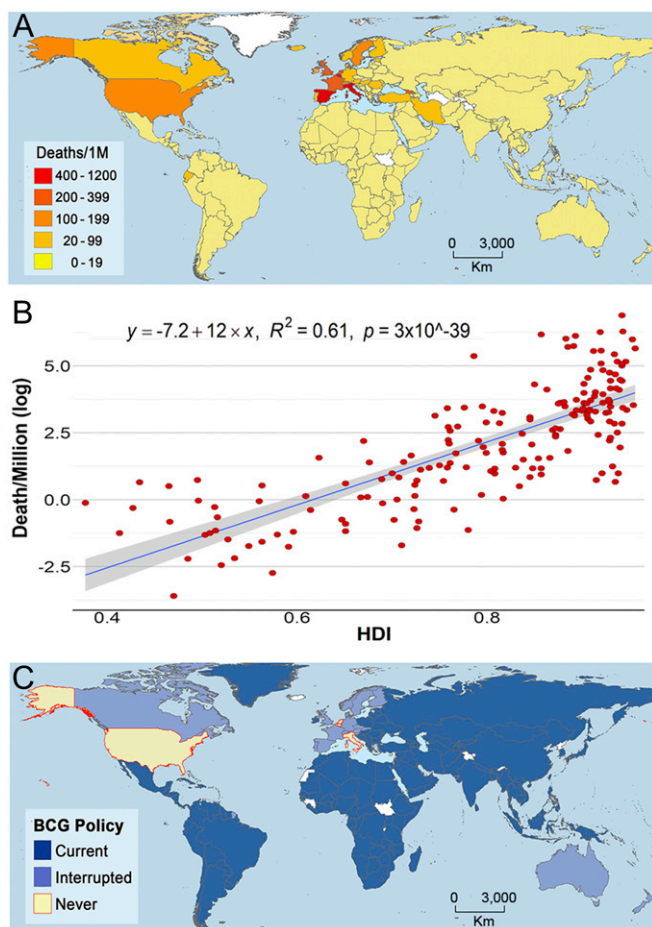 A
Deaths/1M
400 - 1200
200 - 399
100 - 199
20 - 99
0 - 19
0 3,000
Km
B
y = -7.2 + 12 × x, R² = 0.61, p = 3x10^-39
Death/Million (log)
5.0
2.5
0.0
-2.5
0.4 0.6 0.8
HDI
C
BCG Policy
Current
Interrupted
Never
0 3,000
Km